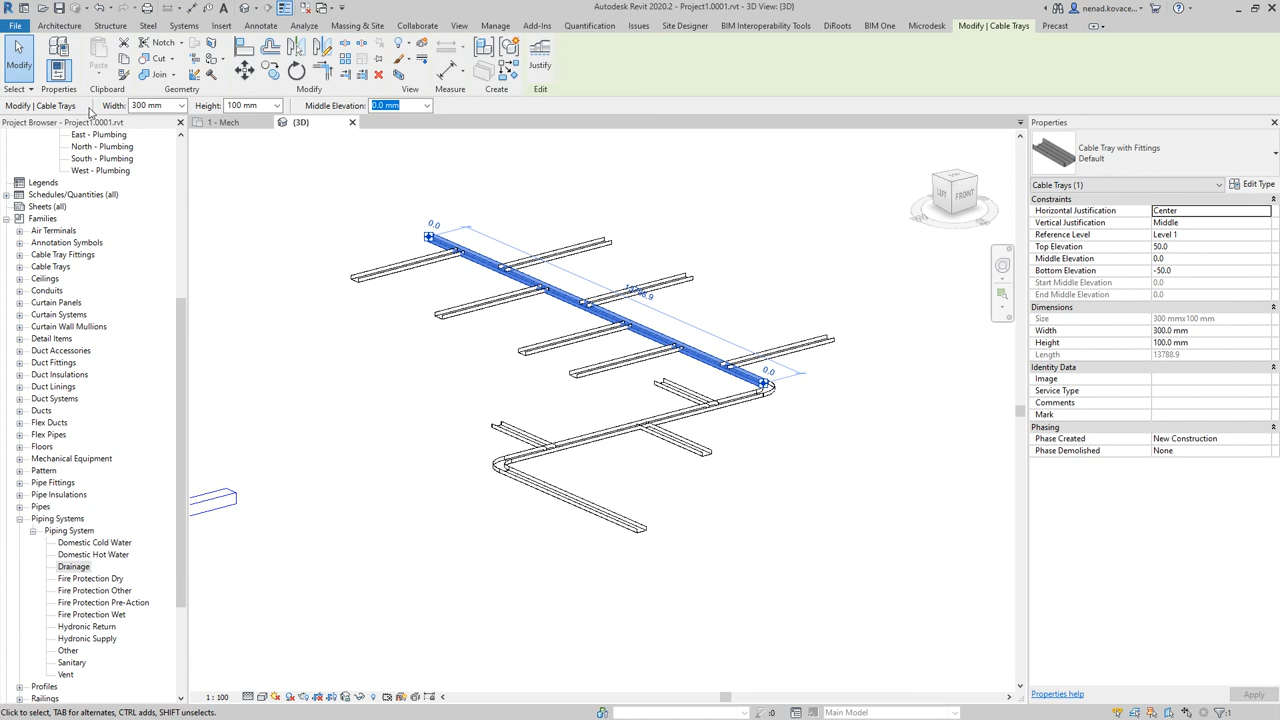 Autodesk Revit 2020.2 - Project1.0001.rvt - 3D View: {3D}
nenad.kovace...
File Architecture Structure Steel Systems Insert Annotate Analyze Massing & Site Collaborate View Manage Add-Ins Quantification Issues Site Designer BIM Interoperability Tools DiRoots BIM One Microdesk Modify | Cable Trays Precast
Modify
Paste
Notch
Cut
Join
Justify
Select Properties Clipboard Geometry Modify View Measure Create Edit
Modify | Cable Trays Width: 300 mm Height: 100 mm Middle Elevation: 0.0 mm
Project Browser - Project1.0001.rvt
1 - Mech
{3D}
East - Plumbing
North - Plumbing
South - Plumbing
West - Plumbing
Legends
Schedules/Quantities (all)
Sheets (all)
Families
Air Terminals
Annotation Symbols
Cable Tray Fittings
Cable Trays
Ceilings
Conduits
Curtain Panels
Curtain Systems
Curtain Wall Mullions
Detail Items
Duct Accessories
Duct Fittings
Duct Insulations
Duct Linings
Duct Systems
Ducts
Flex Ducts
Flex Pipes
Floors
Mechanical Equipment
Pattern
Pipe Fittings
Pipe Insulations
Pipes
Piping Systems
Piping System
Domestic Cold Water
Domestic Hot Water
Drainage
Fire Protection Dry
Fire Protection Other
Fire Protection Pre-Action
Fire Protection Wet
Hydronic Return
Hydronic Supply
Other
Sanitary
Vent
Profiles
Railings
0.0
13788.9
0.0
LEFT
FRONT
Properties
Cable Tray with Fittings
Default
Cable Trays (1) Edit Type
Constraints
Horizontal Justification Center
Vertical Justification Middle
Reference Level Level 1
Top Elevation 50.0
Middle Elevation 0.0
Bottom Elevation -50.0
Start Middle Elevation 0.0
End Middle Elevation 0.0
Dimensions
Size 300 mmx100 mm
Width 300.0 mm
Height 100.0 mm
Length 13788.9
Identity Data
Image
Service Type
Comments
Mark
Phasing
Phase Created New Construction
Phase Demolished None
Properties help
Apply
1 : 100
Click to select, TAB for alternates, CTRL adds, SHIFT unselects.
:0
Main Model
:1